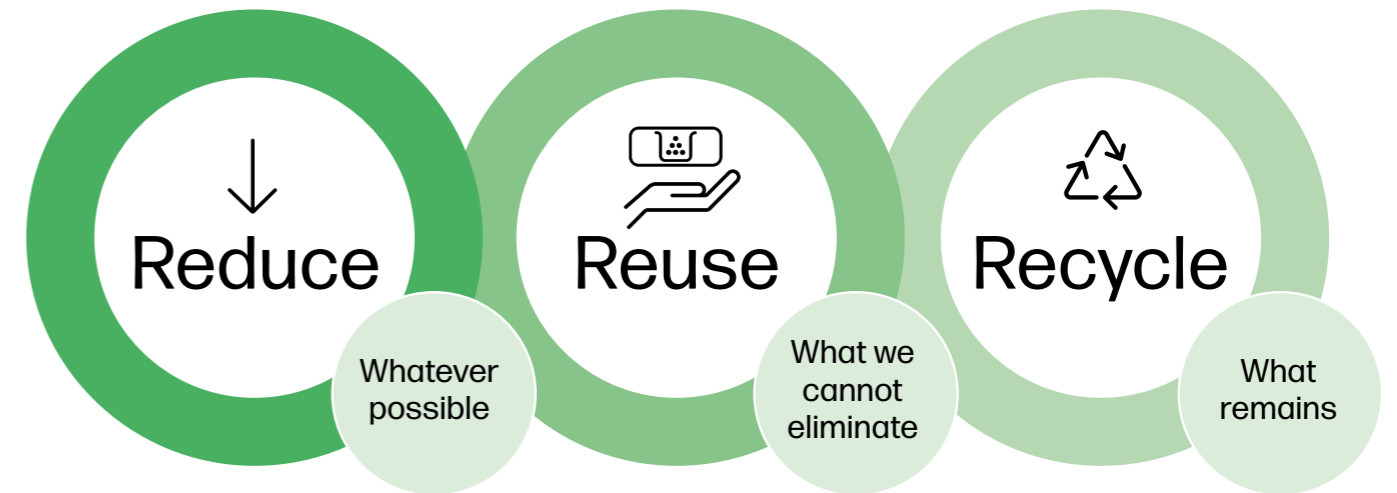 Reduce
Whatever
possible
Reuse
What we
cannot
eliminate
Recycle
What
remains